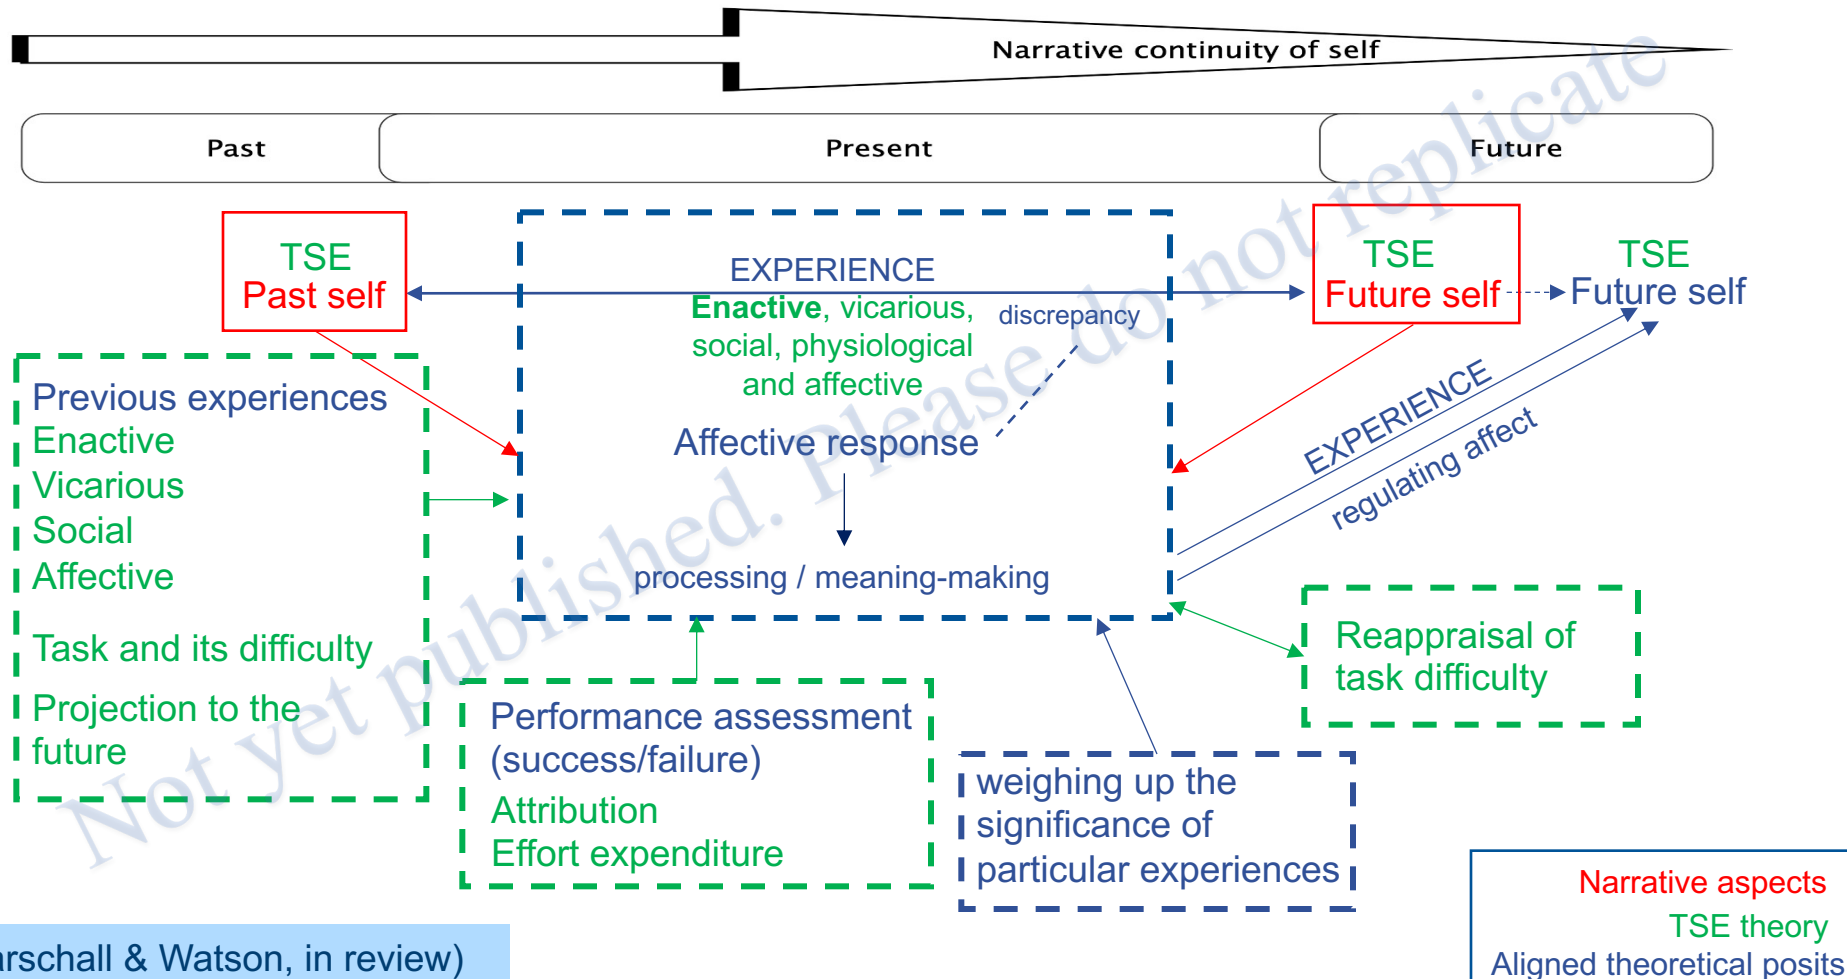 Narrative continuity of self
Past
Present
Future
TSE
Past self
EXPERIENCE
Enactive, vicarious,
social, physiological
and affective
discrepancy
Affective response
processing / meaning-making
TSE
Future self
TSE
Future self
EXPERIENCE
regulating affect
Previous experiences
Enactive
Vicarious
Social
Affective
Task and its difficulty
Projection to the
future
Performance assessment
(success/failure)
Attribution
Effort expenditure
weighing up the
significance of
particular experiences
Reappraisal of
task difficulty
Narrative aspects
TSE theory
Aligned theoretical posits
arschall & Watson, in review)
Not yet published. Please do not replicate